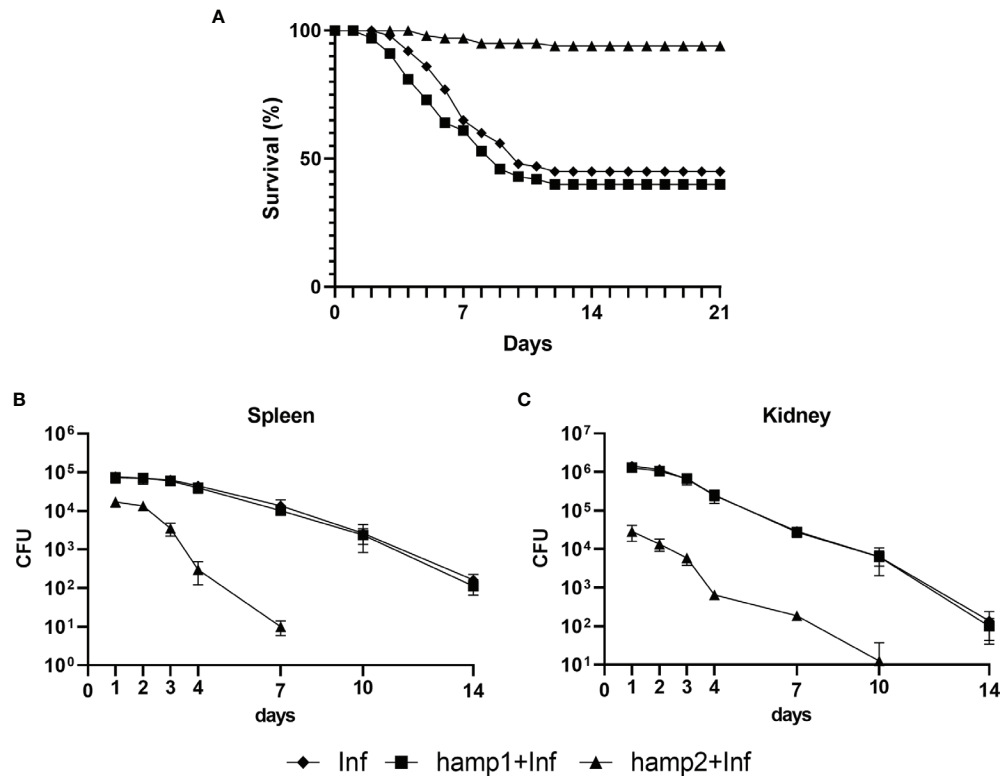 A
Survival (%)
100
50
0
0 7 14 21
Days
B
Spleen
CFU
10⁶
10⁵
10⁴
10³
10²
10¹
10⁰
0 1 2 3 4 7 10 14
days
C
Kidney
CFU
10⁷
10⁶
10⁵
10⁴
10³
10²
10¹
0 1 2 3 4 7 10 14
days
Inf hamp1+Inf hamp2+Inf